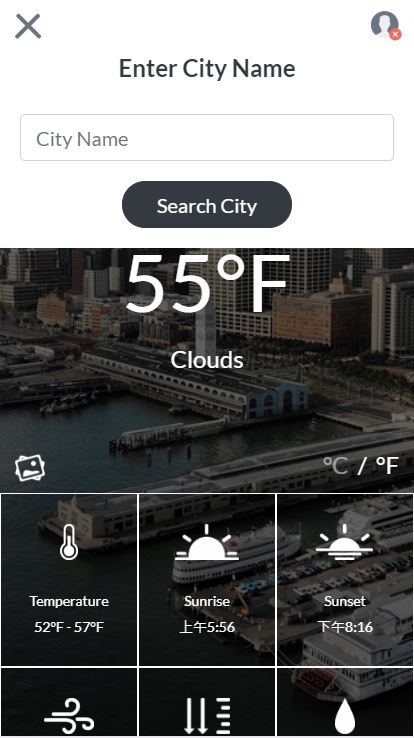 Enter City Name
City Name
Search City
55°F
Clouds
°C / °F
Temperature
52°F - 57°F
Sunrise
上午5:56
Sunset
下午8:16